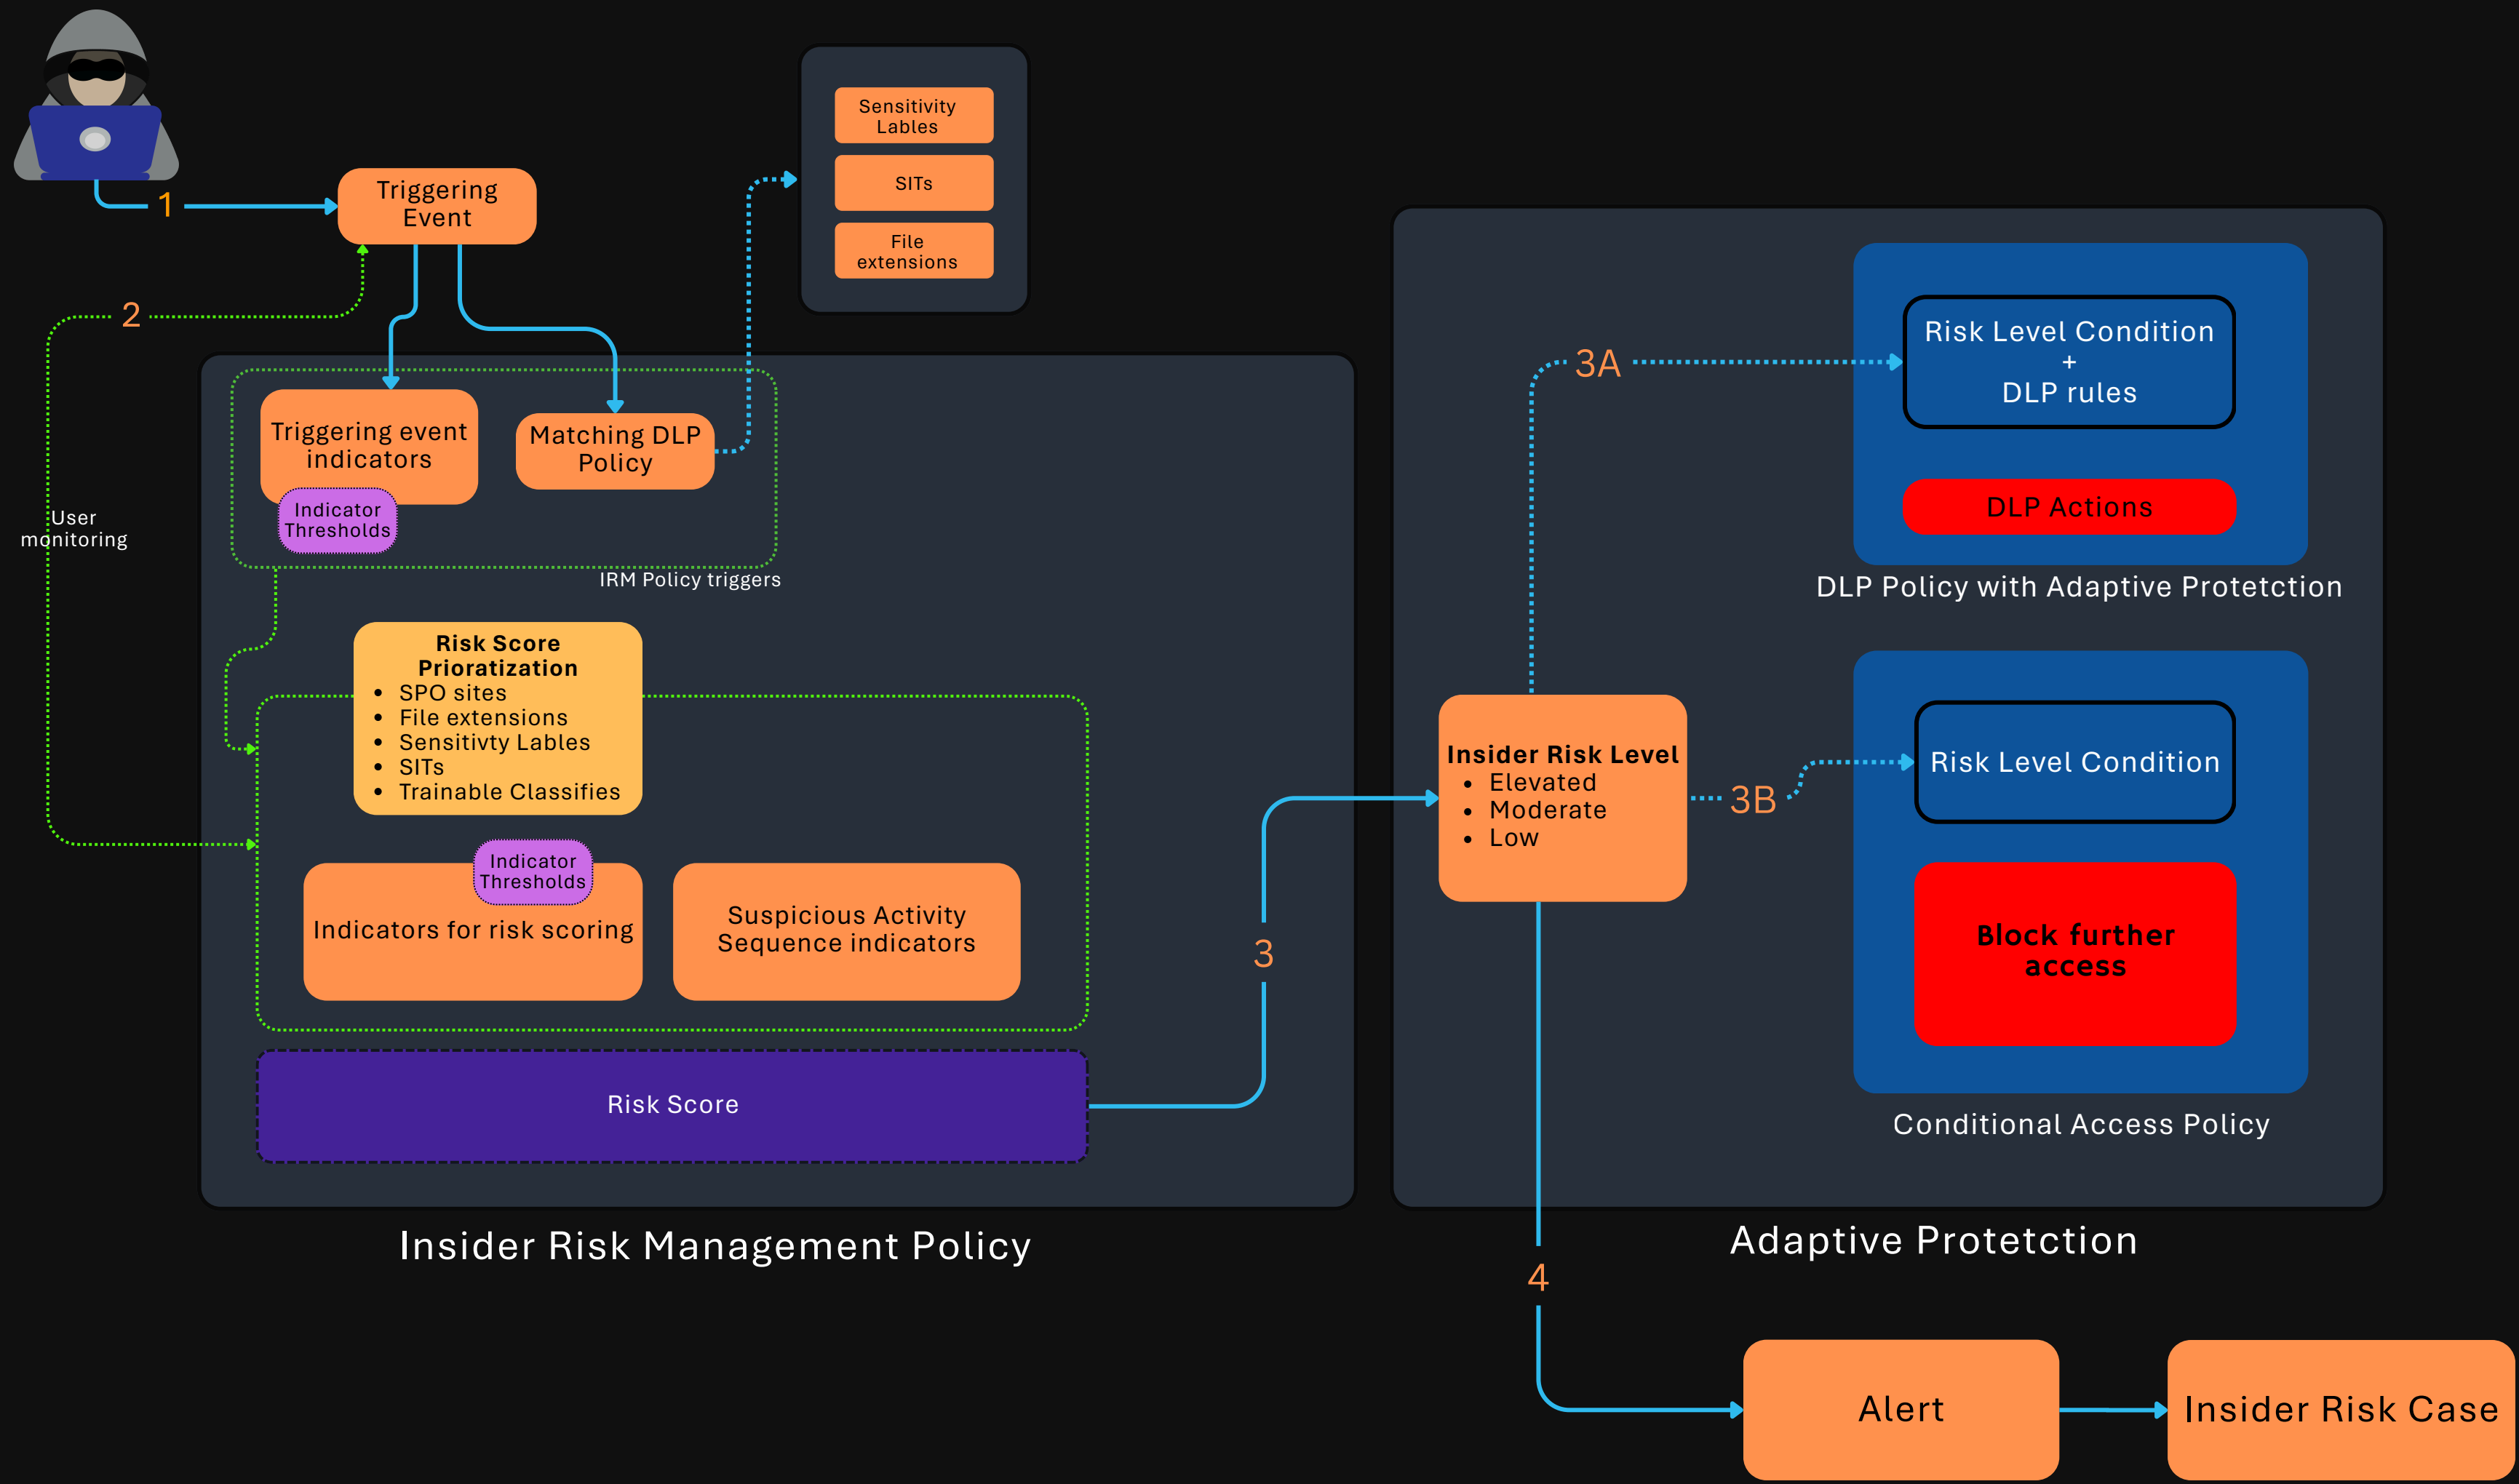 Sensitivity
Lables
SITs
File
extensions
1
Triggering
Event
2
User
monitoring
Triggering event
indicators
Indicator
Thresholds
Matching DLP
Policy
IRM Policy triggers
Risk Score
Prioratization
• SPO sites
• File extensions
• Sensitivty Lables
• SITs
• Trainable Classifies
Indicator
Thresholds
Indicators for risk scoring
Suspicious Activity
Sequence indicators
Risk Score
Insider Risk Management Policy
3
Insider Risk Level
• Elevated
• Moderate
• Low
3A
Risk Level Condition
+
DLP rules
DLP Actions
DLP Policy with Adaptive Protetction
3B
Risk Level Condition
Block further
access
Conditional Access Policy
Adaptive Protetction
4
Alert
Insider Risk Case